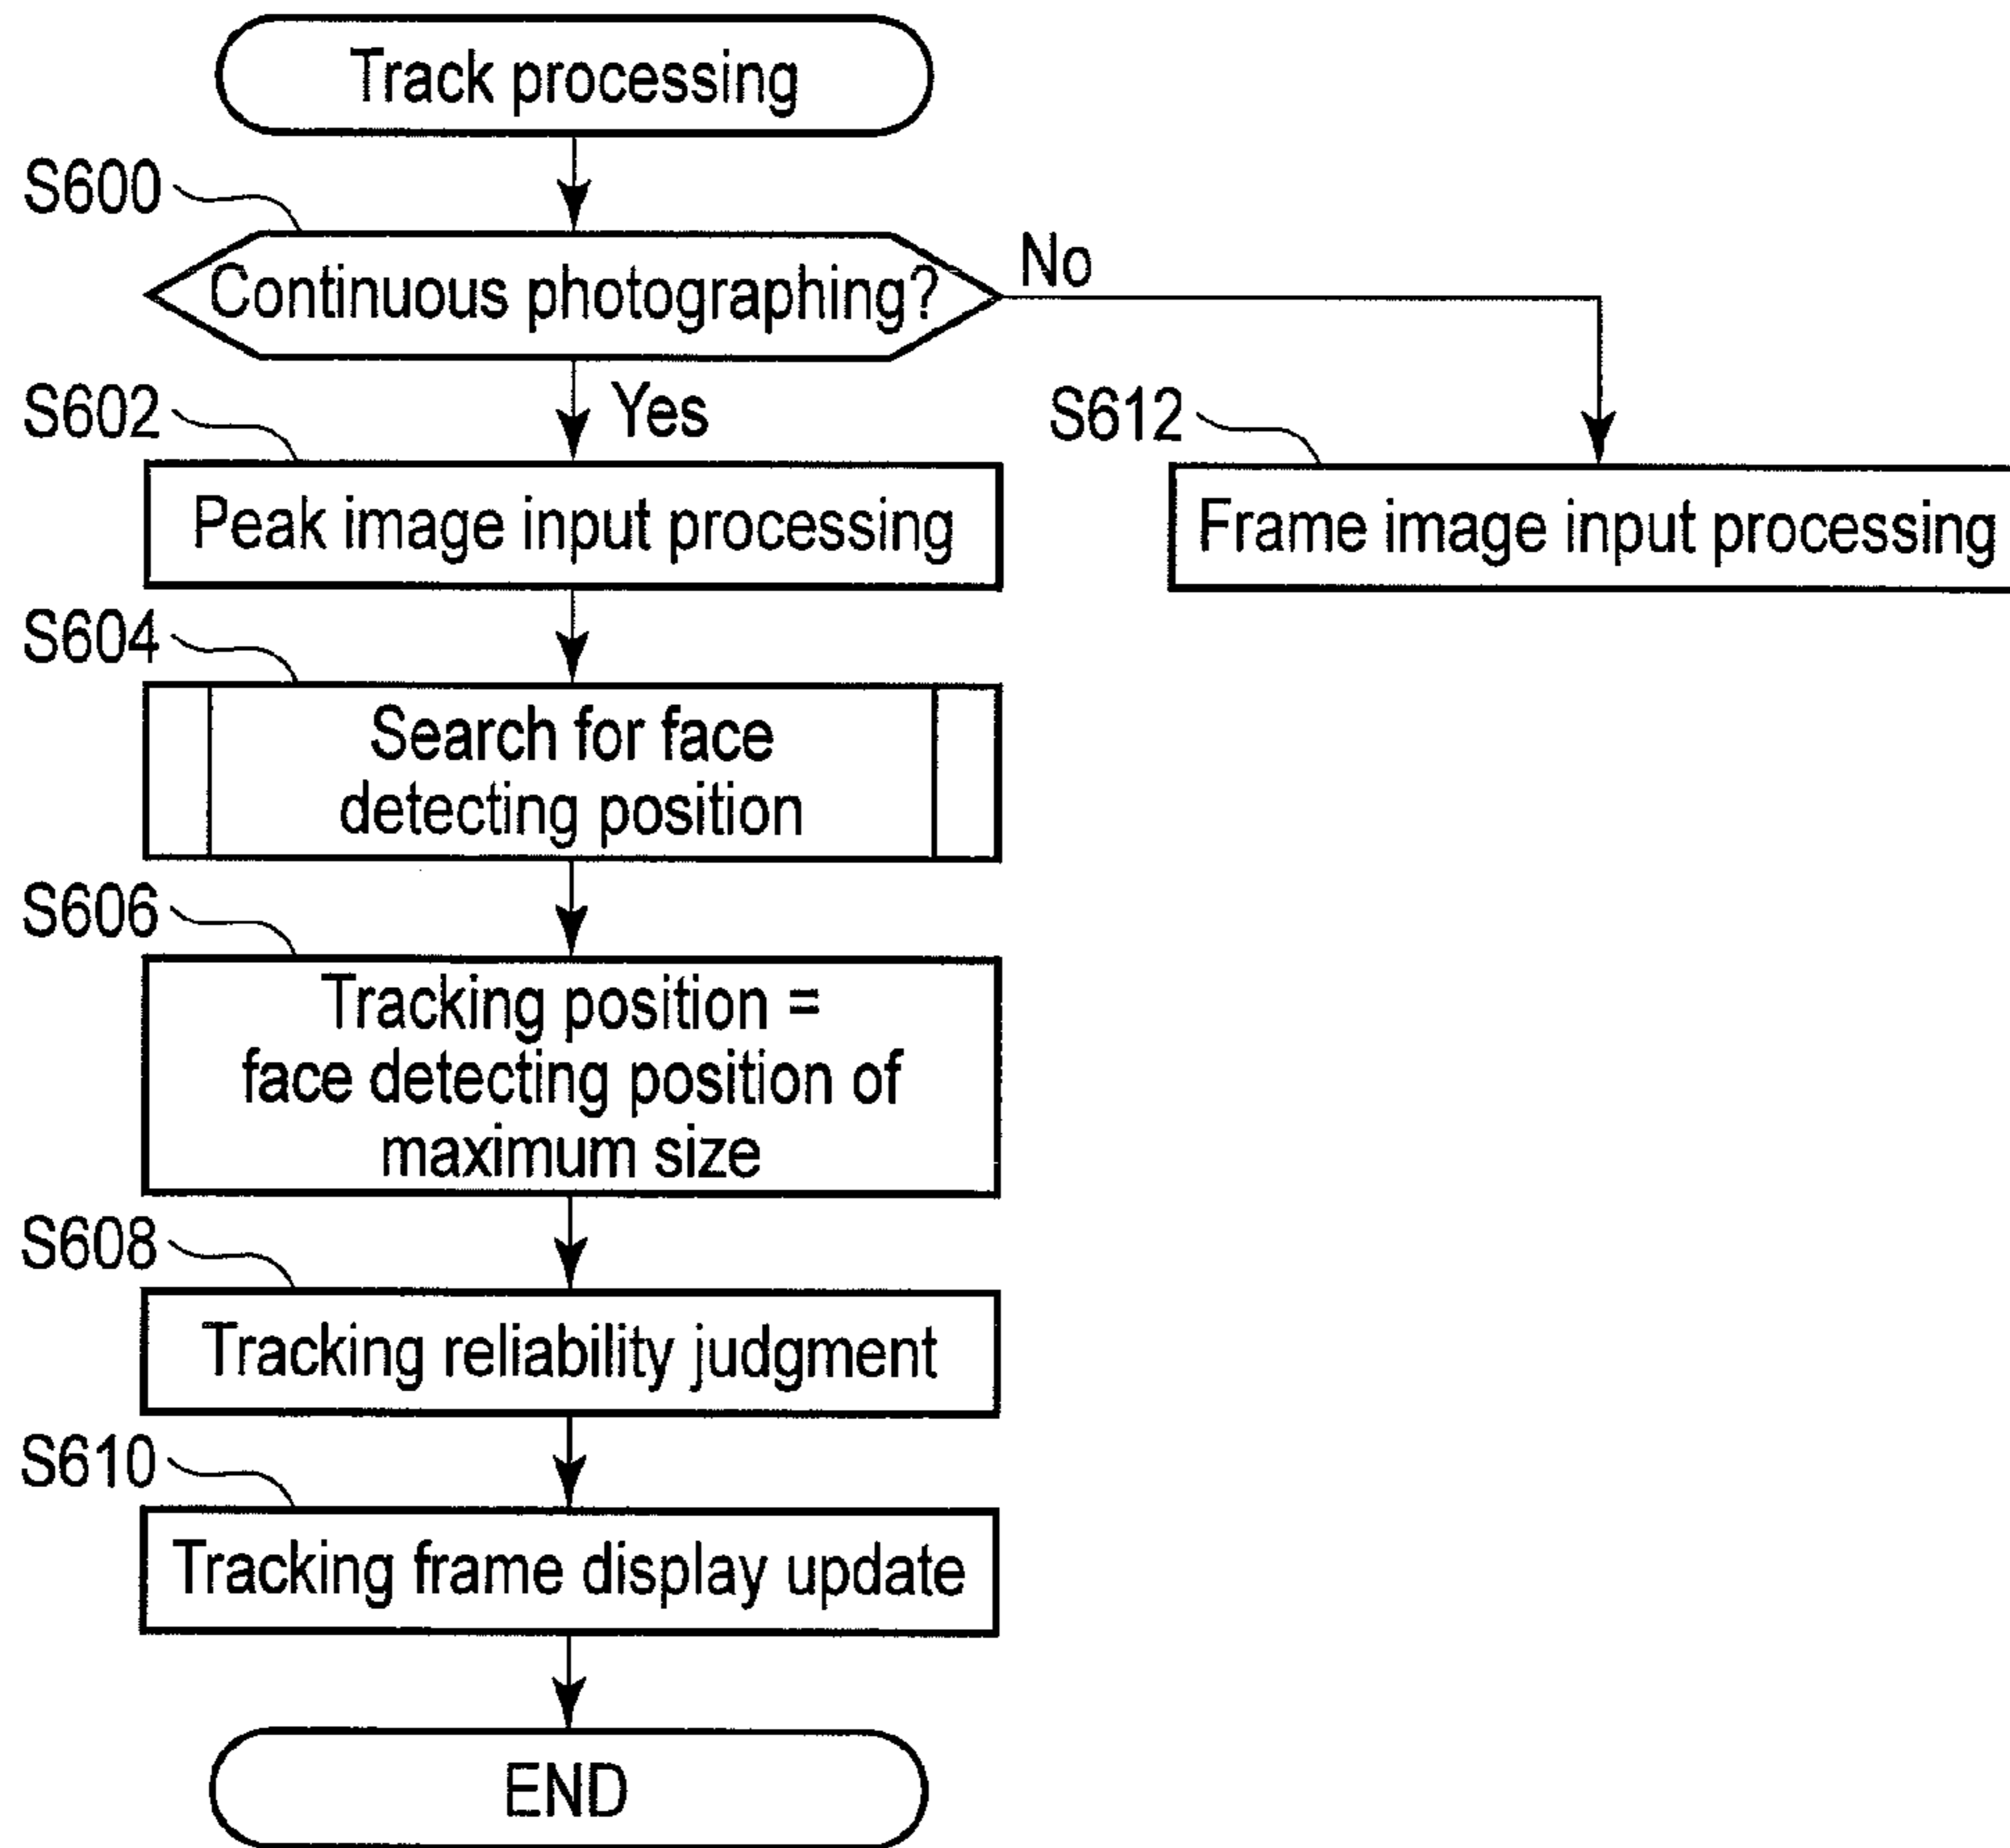 Track processing
S600
Continuous photographing?
No
Yes
S602
Peak image input processing
S612
Frame image input processing
S604
Search for face
detecting position
S606
Tracking position =
face detecting position of
maximum size
S608
Tracking reliability judgment
S610
Tracking frame display update
END